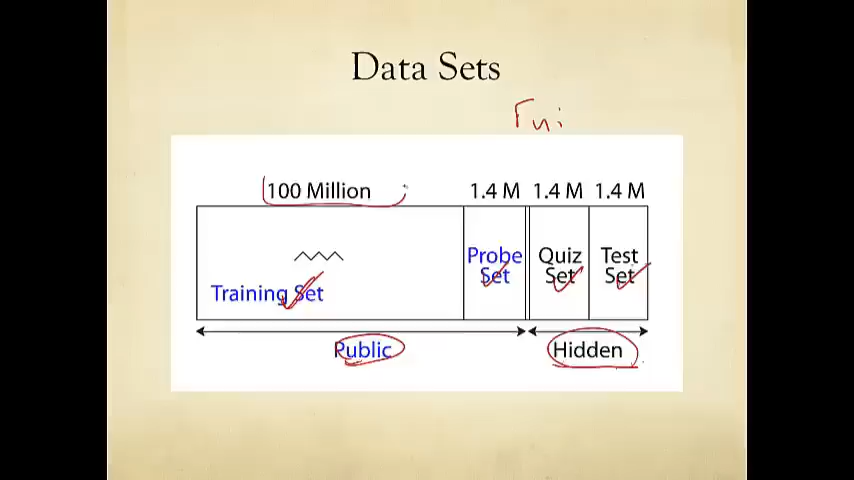 Data Sets
100 Million 1.4 M 1.4 M 1.4 M
Probe Quiz Test
Set Set Set
Training Set
Public Hidden